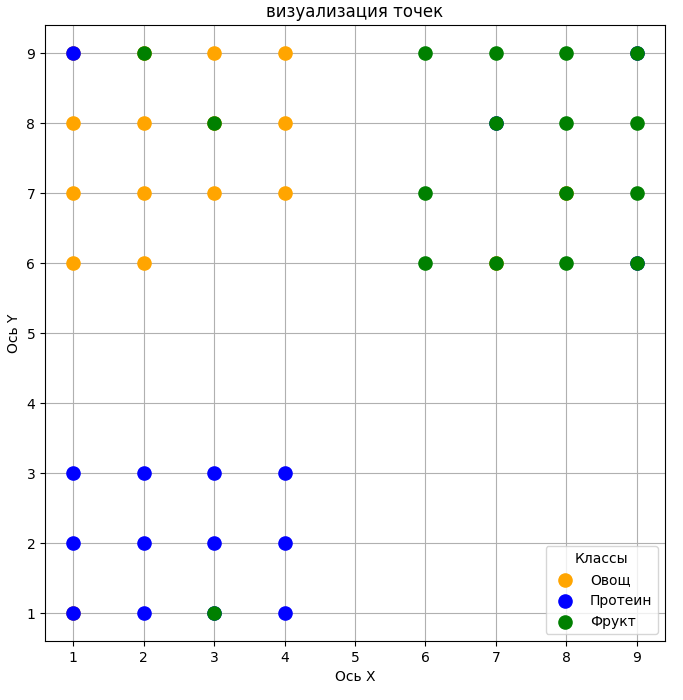 визуализация точек
Ось Y
9
8
7
6
5
4
3
2
1
1 2 3 4 5 6 7 8 9
Ось X
Классы
Овощ
Протеин
Фрукт